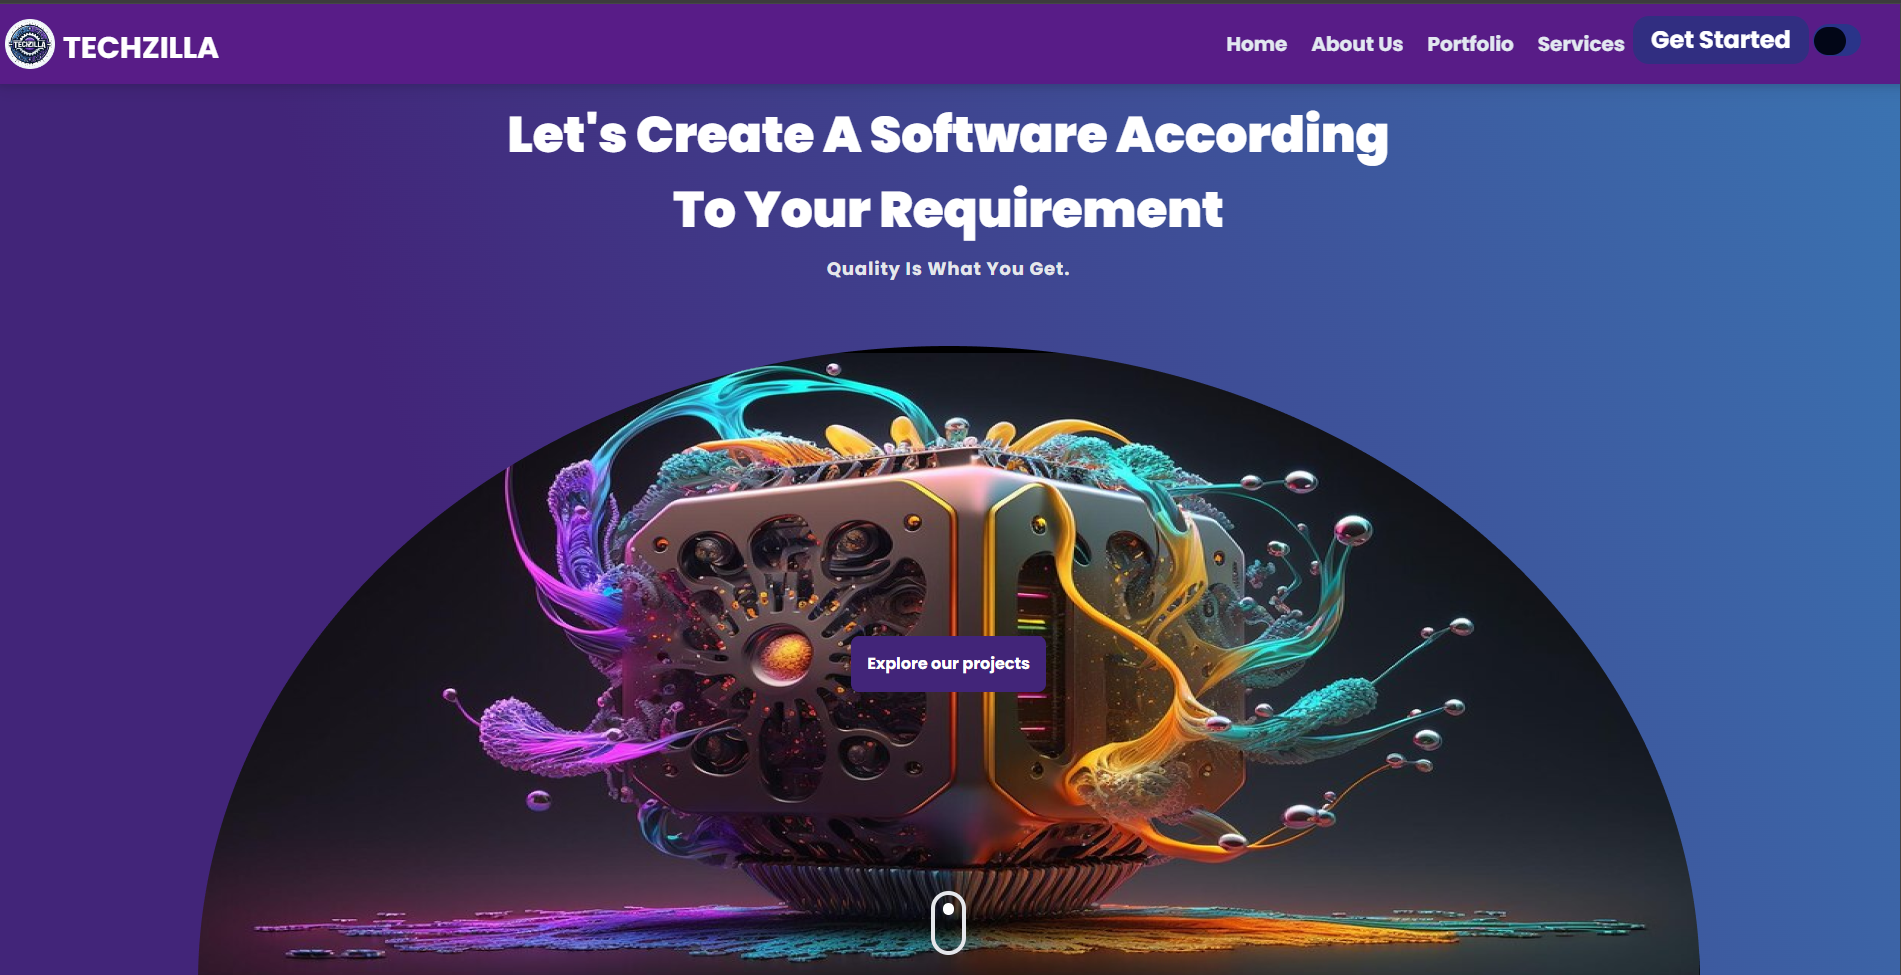 TECHZILLA
TECHZILLA
Home About Us Portfolio Services Get Started
Let's Create A Software According
To Your Requirement
Quality Is What You Get.
Explore our projects